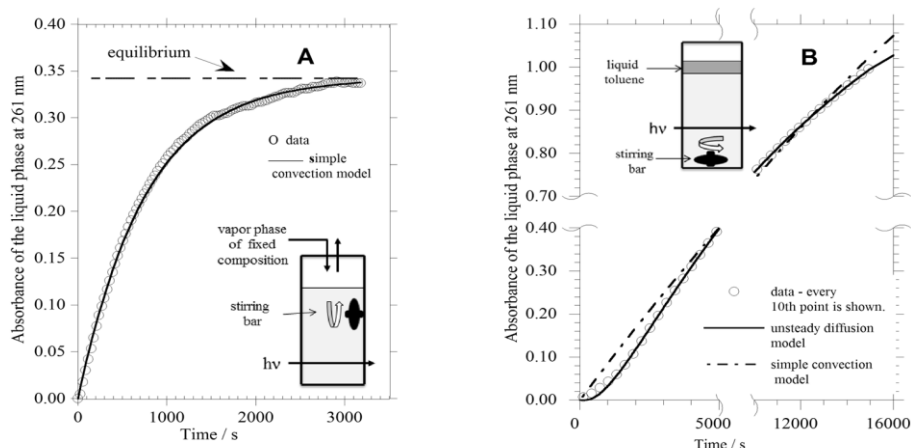 0.40
0.35
0.30
0.25
0.20
0.15
0.10
0.05
0.00
Absorbance of the liquid phase at 261 nm
equilibrium
A
O data
simple
convection model
vapor phase
of fixed
composition
stirring
bar
hν
0
1000
2000
3000
Time / s
1.10
1.00
0.90
0.80
0.70
0.40
0.30
0.20
0.10
0.00
Absorbance of the liquid phase at 261 nm
B
liquid
toluene
hν
stirring
bar
data - every
10th point is shown.
unsteady diffusion
model
simple convection
model
0
5000
12000
14000
16000
Time / s